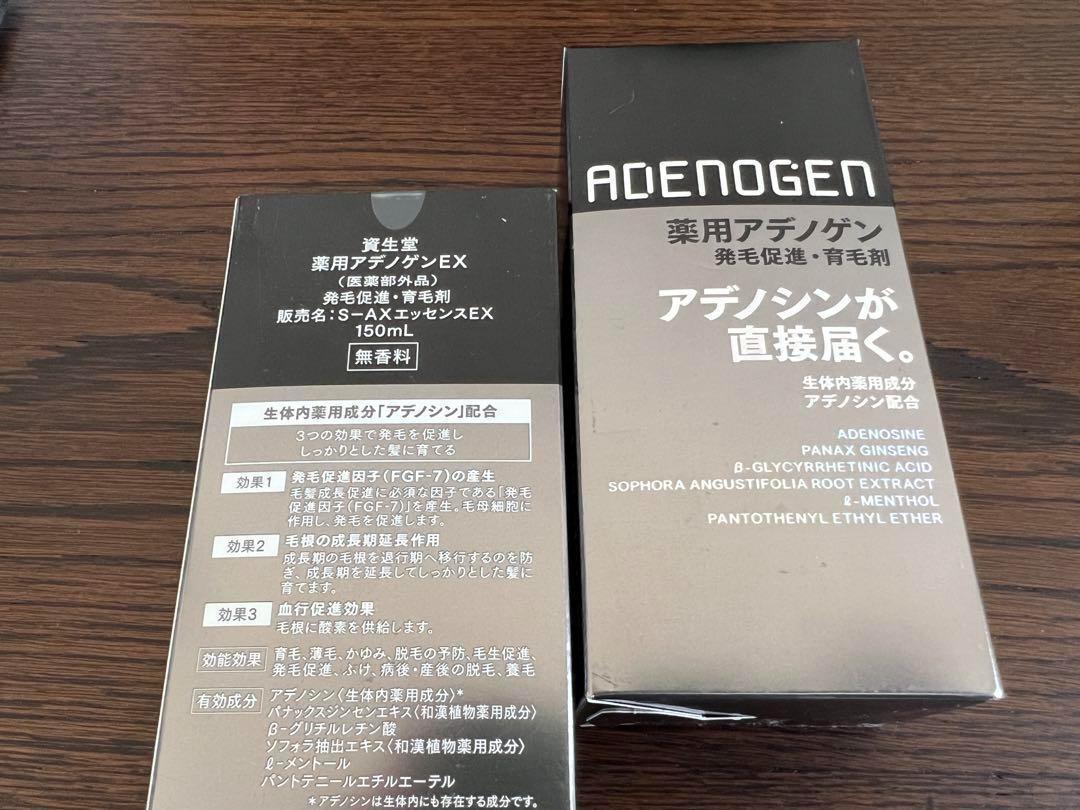 資生堂
薬用アデノゲンEX
(医薬部外品)
発毛促進・育毛剤
販売名:S-AXエッセンスEX
150mL
無香料
生体内薬用成分「アデノシン」配合
3つの効果で発毛を促進し
しっかりとした髪に育てる
効果1
発毛促進因子(FGF-7)の産生
毛髪成長促進に必須な因子である「発毛
促進因子(FGF-7)」を産生。毛母細胞に
作用し、発毛を促進します。
効果2
毛根の成長期延長作用
成長期の毛根を退行期へ移行するのを防
ぎ、成長期を延長してしっかりとした髪に
育てます。
効果3
血行促進効果
毛根に酸素を供給します。
効能効果
育毛、薄毛、かゆみ、脱毛の予防、毛生促進、
発毛促進、ふけ、病後・産後の脱毛、養毛
有効成分
アデノシン〈生体内薬用成分〉*
パナックスジンセンエキス〈和漢植物薬用成分〉
β-グリチルレチン酸
ソフォラ抽出エキス〈和漢植物薬用成分〉
ℓ-メントール
パントテニールエチルエーテル
*アデノシンは生体内にも存在する成分です。
ADENOGEN
薬用アデノゲン
発毛促進・育毛剤
アデノシンが
直接届く。
生体内薬用成分
アデノシン配合
ADENOSINE
PANAX GINSENG
β-GLYCYRRHETINIC ACID
SOPHORA ANGUSTIFOLIA ROOT EXTRACT
ℓ-MENTHOL
PANTOTHENYL ETHYL ETHER